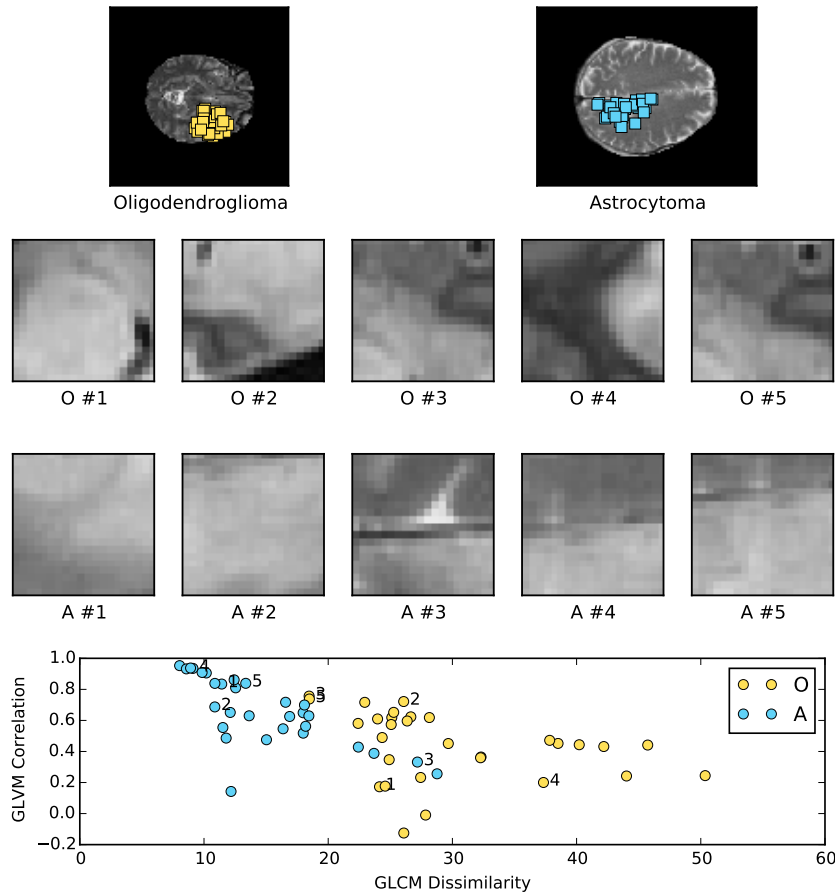 Oligodendroglioma
Astrocytoma
O #1
O #2
O #3
O #4
O #5
A #1
A #2
A #3
A #4
A #5
1.0
0.8
0.6
0.4
0.2
0.0
−0.2
GLVM Correlation
4
1
5
2
3
5
2
3
1
4
O
A
0
10
20
30
40
50
60
GLCM Dissimilarity